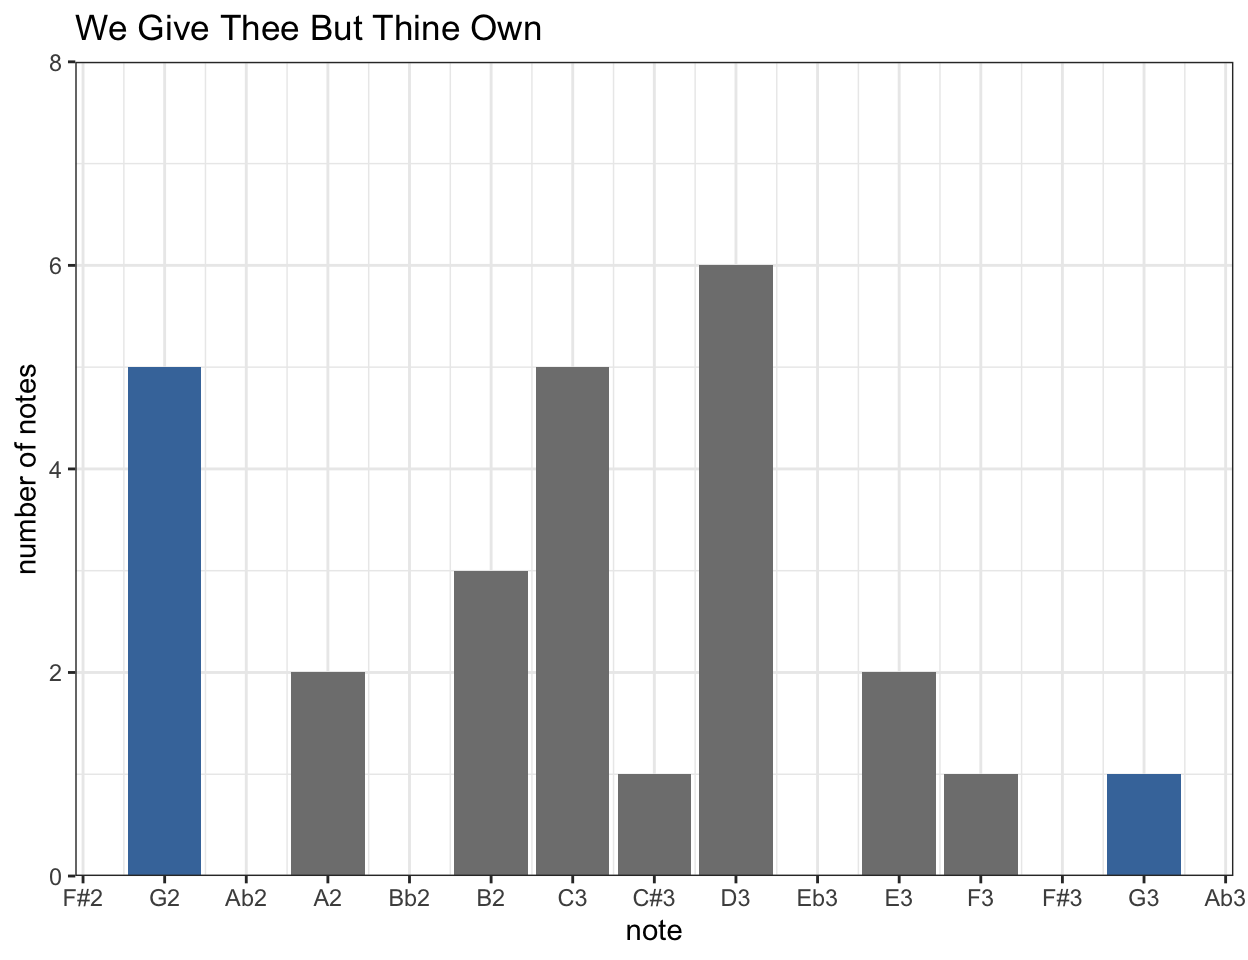 We Give Thee But Thine Own
8
6
4
2
0
number of notes
F#2 G2 Ab2 A2 Bb2 B2 C3 C#3 D3 Eb3 E3 F3 F#3 G3 Ab3
note